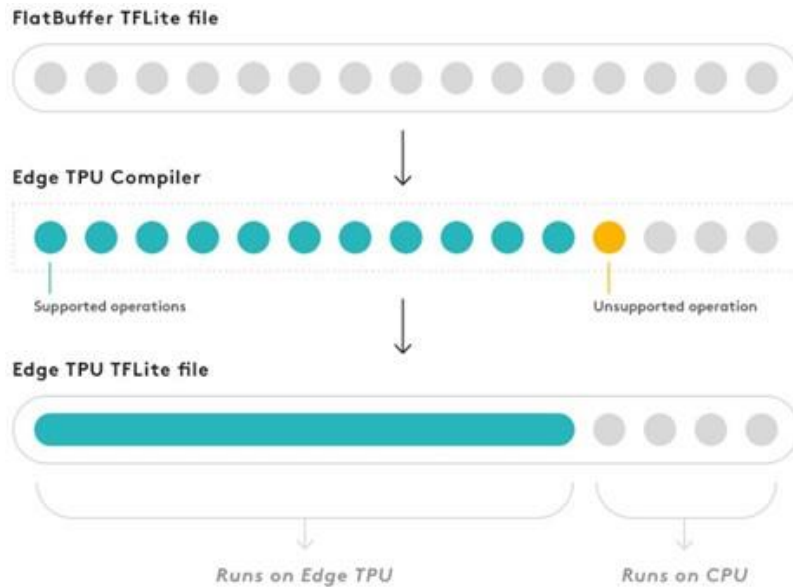 FlatBuffer TFLite file
Edge TPU Compiler
Supported operations
Unsupported operation
Edge TPU TFLite file
Runs on Edge TPU
Runs on CPU